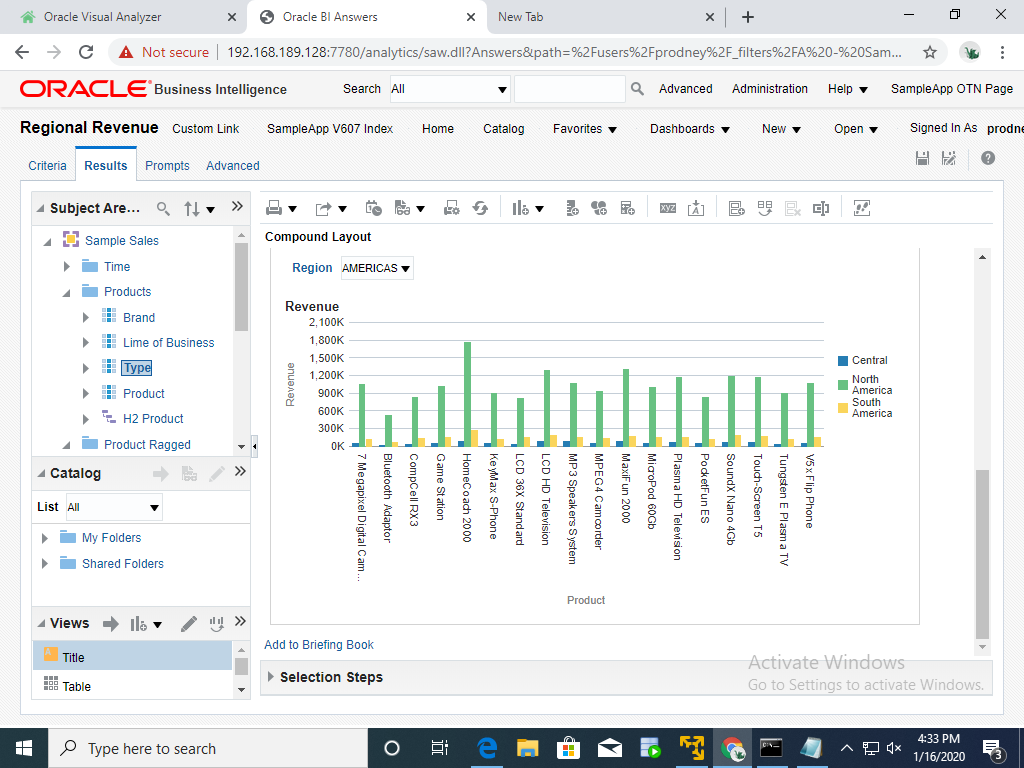 Oracle Visual Analyzer
Oracle BI Answers
New Tab
Not secure
192.168.189.128:7780/analytics/saw.dll?Answers&path=%2Fusers%2Fprodney%2F_filters%2FA%20-%20Sam...
ORACLE Business Intelligence
Search
All
Advanced
Administration
Help
SampleApp OTN Page
Regional Revenue
Custom Link
SampleApp V607 Index
Home
Catalog
Favorites
Dashboards
New
Open
Signed In As
prodne
Criteria
Results
Prompts
Advanced
Subject Are...
Sample Sales
Time
Products
Brand
Lime of Business
Type
Product
H2 Product
Product Ragged
Catalog
List
All
My Folders
Shared Folders
Views
Title
Table
XYZ
Compound Layout
Region
AMERICAS
Revenue
2,100K
1,800K
1,500K
1,200K
900K
600K
300K
0K
Revenue
7 Megapixel Digital Cam...
Bluetooth Adaptor
CompCell RX3
Game Station
HomeCoach 2000
KeyMax S-Phone
LCD 36X Standard
LCD HD Television
MP3 Speakers System
MPEG4 Camcorder
MaxiFun 2000
MicroPod 60Gb
Plasma HD Television
PocketFun ES
SoundX Nano 4Gb
Touch-Screen T5
Tungsten E Plasma TV
V5x Flip Phone
Product
Central
North
America
South
America
Add to Briefing Book
Selection Steps
Activate Windows
Go to Settings to activate Windows.
Type here to search
4:33 PM
1/16/2020
3